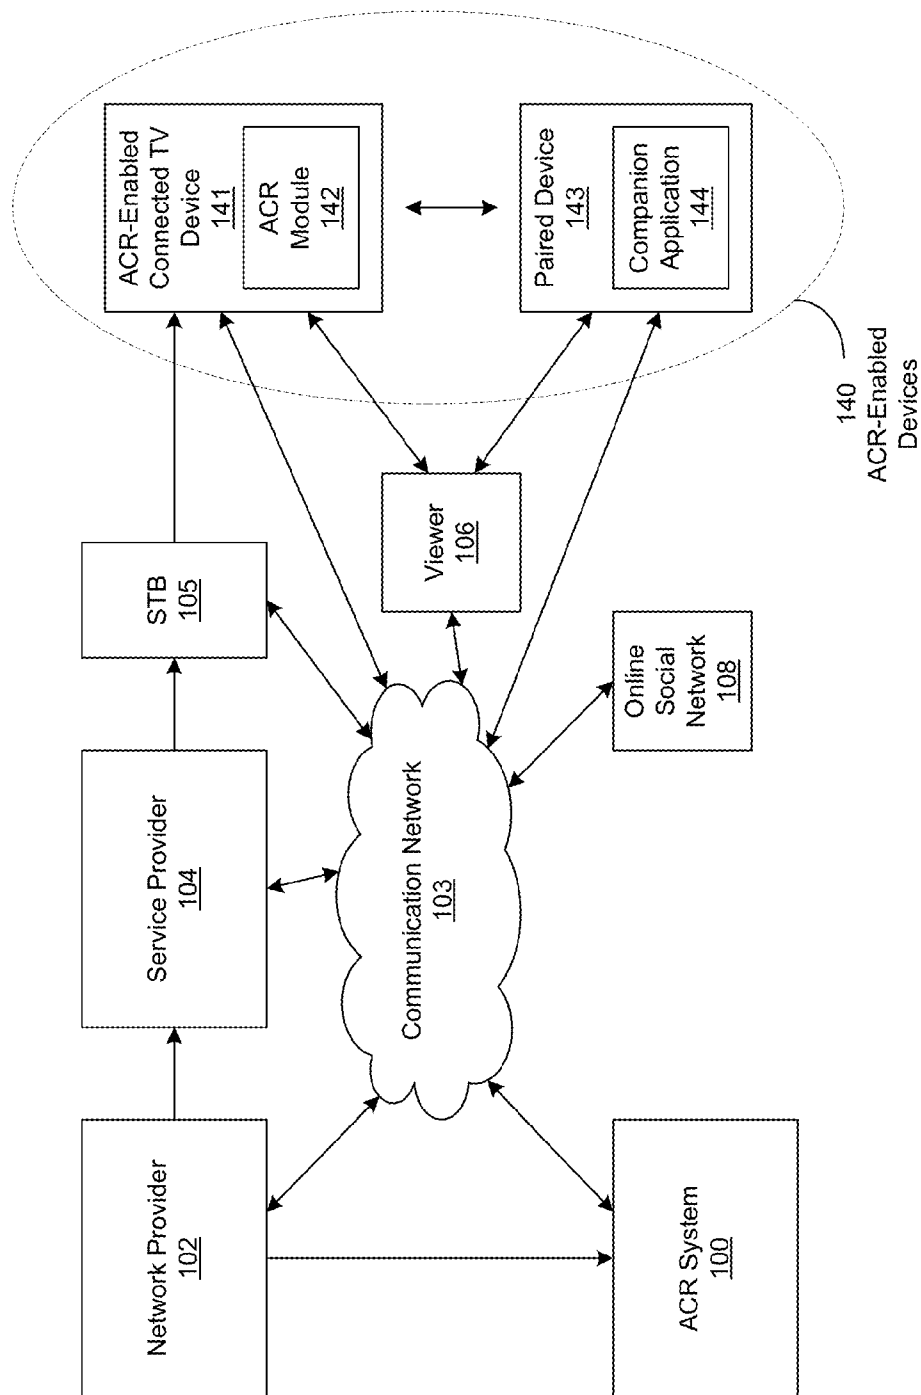 Network Provider
102
Service Provider
104
STB
105
ACR-Enabled
Connected TV
Device
141
ACR
Module
142
Communication Network
103
Viewer
106
Paired Device
143
Companion
Application
144
ACR System
100
Online
Social
Network
108
140
ACR-Enabled
Devices